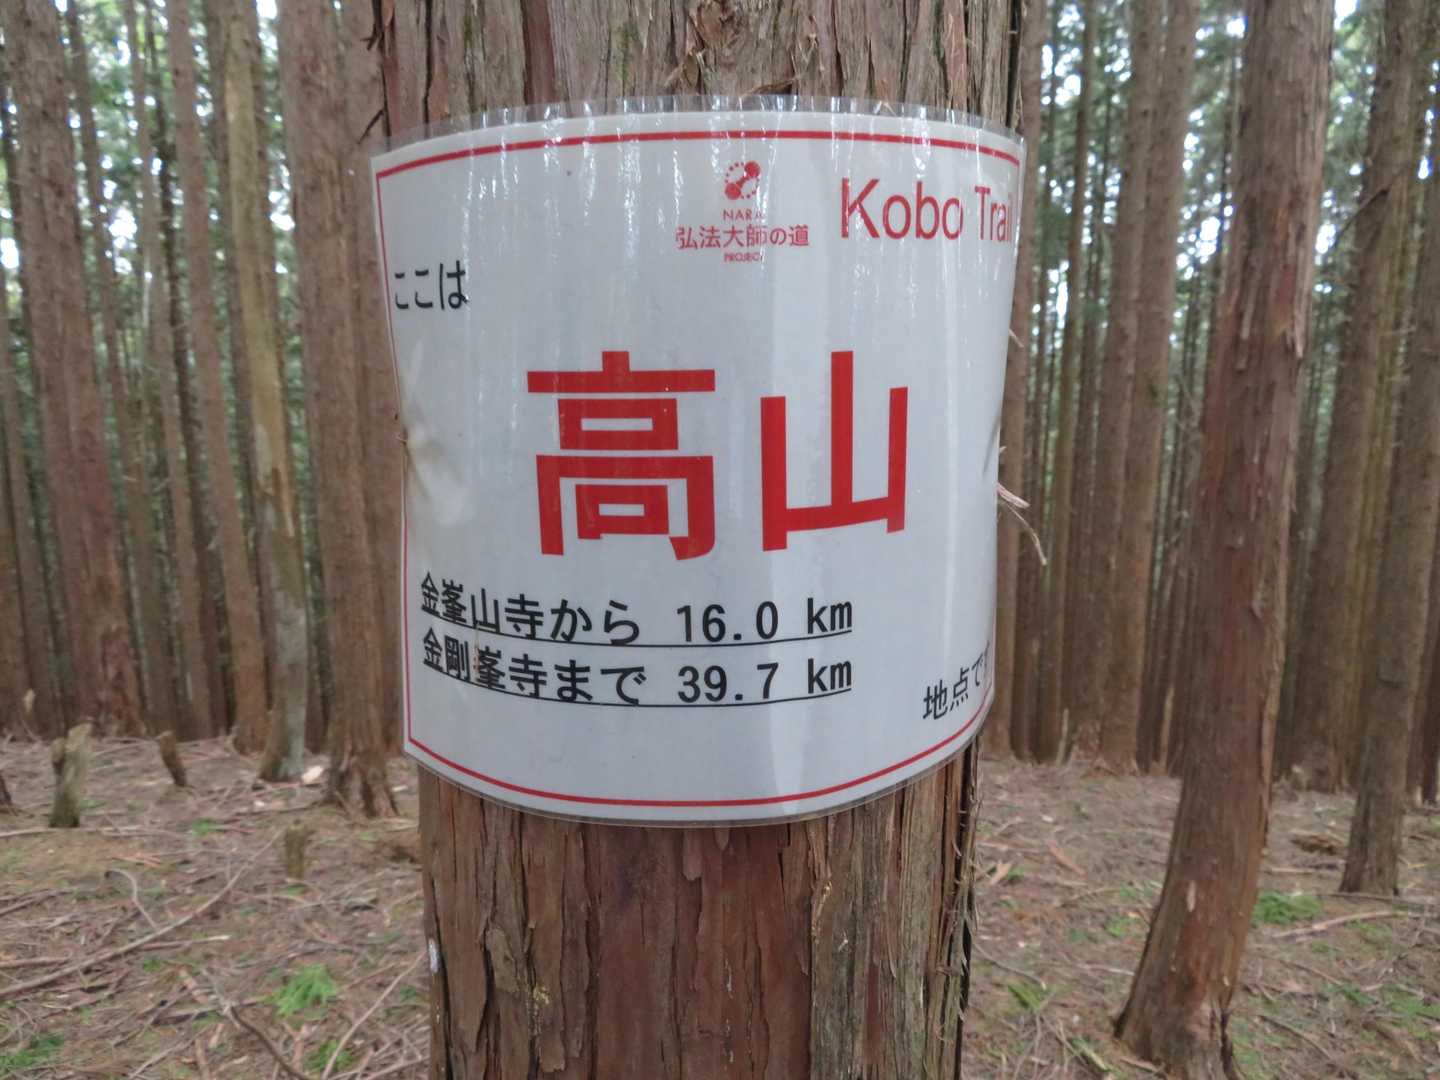 NARA
弘法大師の道
PROJECT
Kobo Trail
ここは
高山
金峯山寺から 16.0 km
金剛峯寺まで 39.7 km
地点です